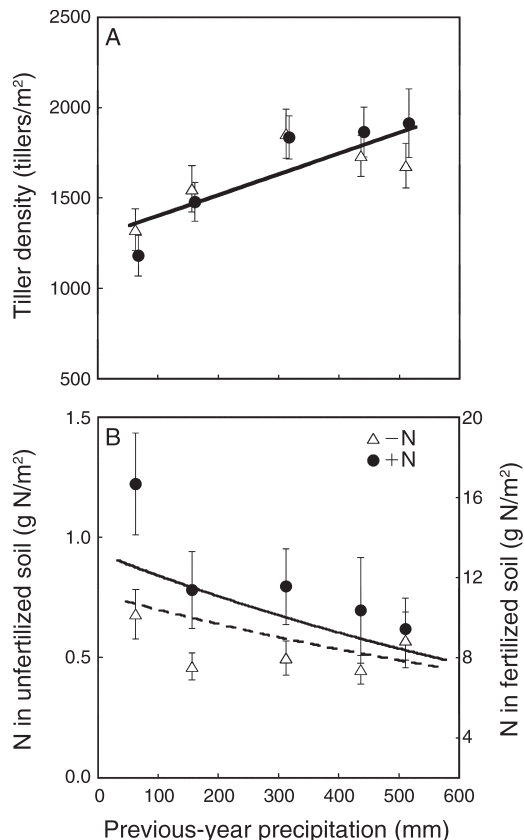 2500
A
2000
1500
1000
500
Tiller density (tillers/m²)
1.5
B
1.0
0.5
0.0
N in unfertilized soil (g N/m²)
−N
+N
20
16
12
8
4
2
N in fertilized soil (g N/m²)
0 100 200 300 400 500 600
Previous-year precipitation (mm)